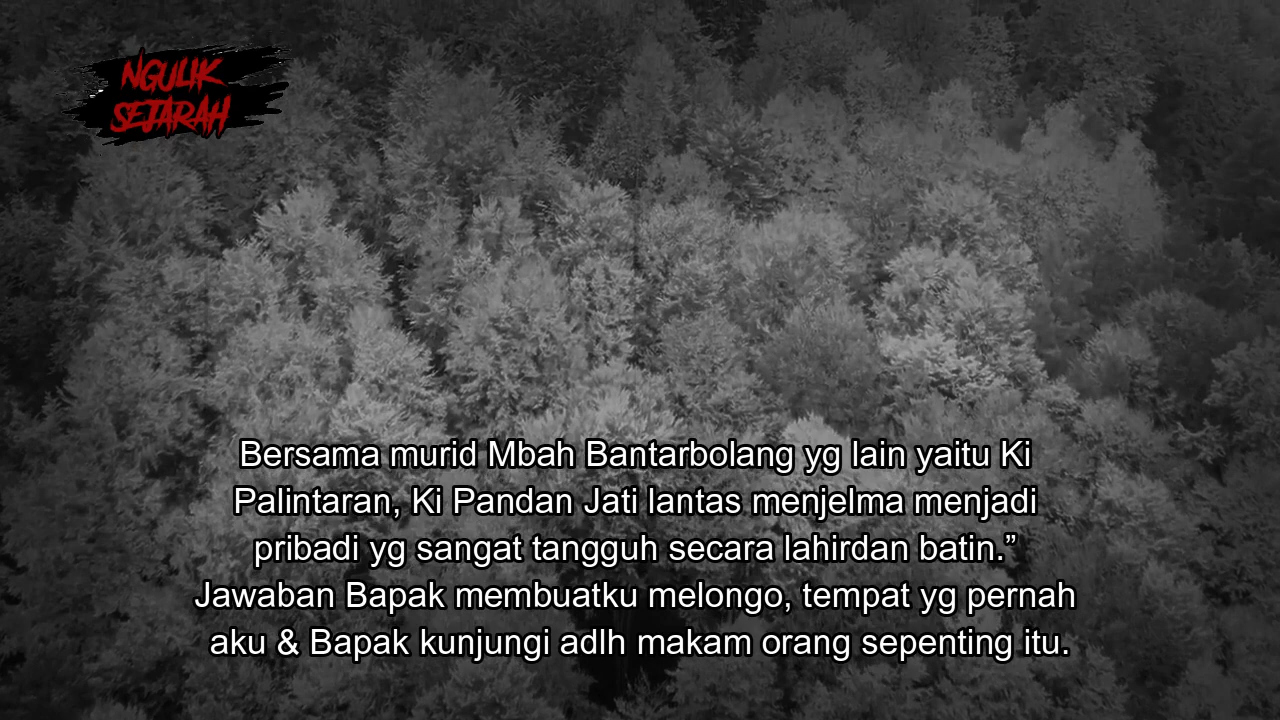 NGULIK
SEJARAH
Bersama murid Mbah Bantarbolang yg lain yaitu Ki
Palintaran, Ki Pandan Jati lantas menjelma menjadi
pribadi yg sangat tangguh secara lahirdan batin.”
Jawaban Bapak membuatku melongo, tempat yg pernah
aku & Bapak kunjungi adlh makam orang sepenting itu.